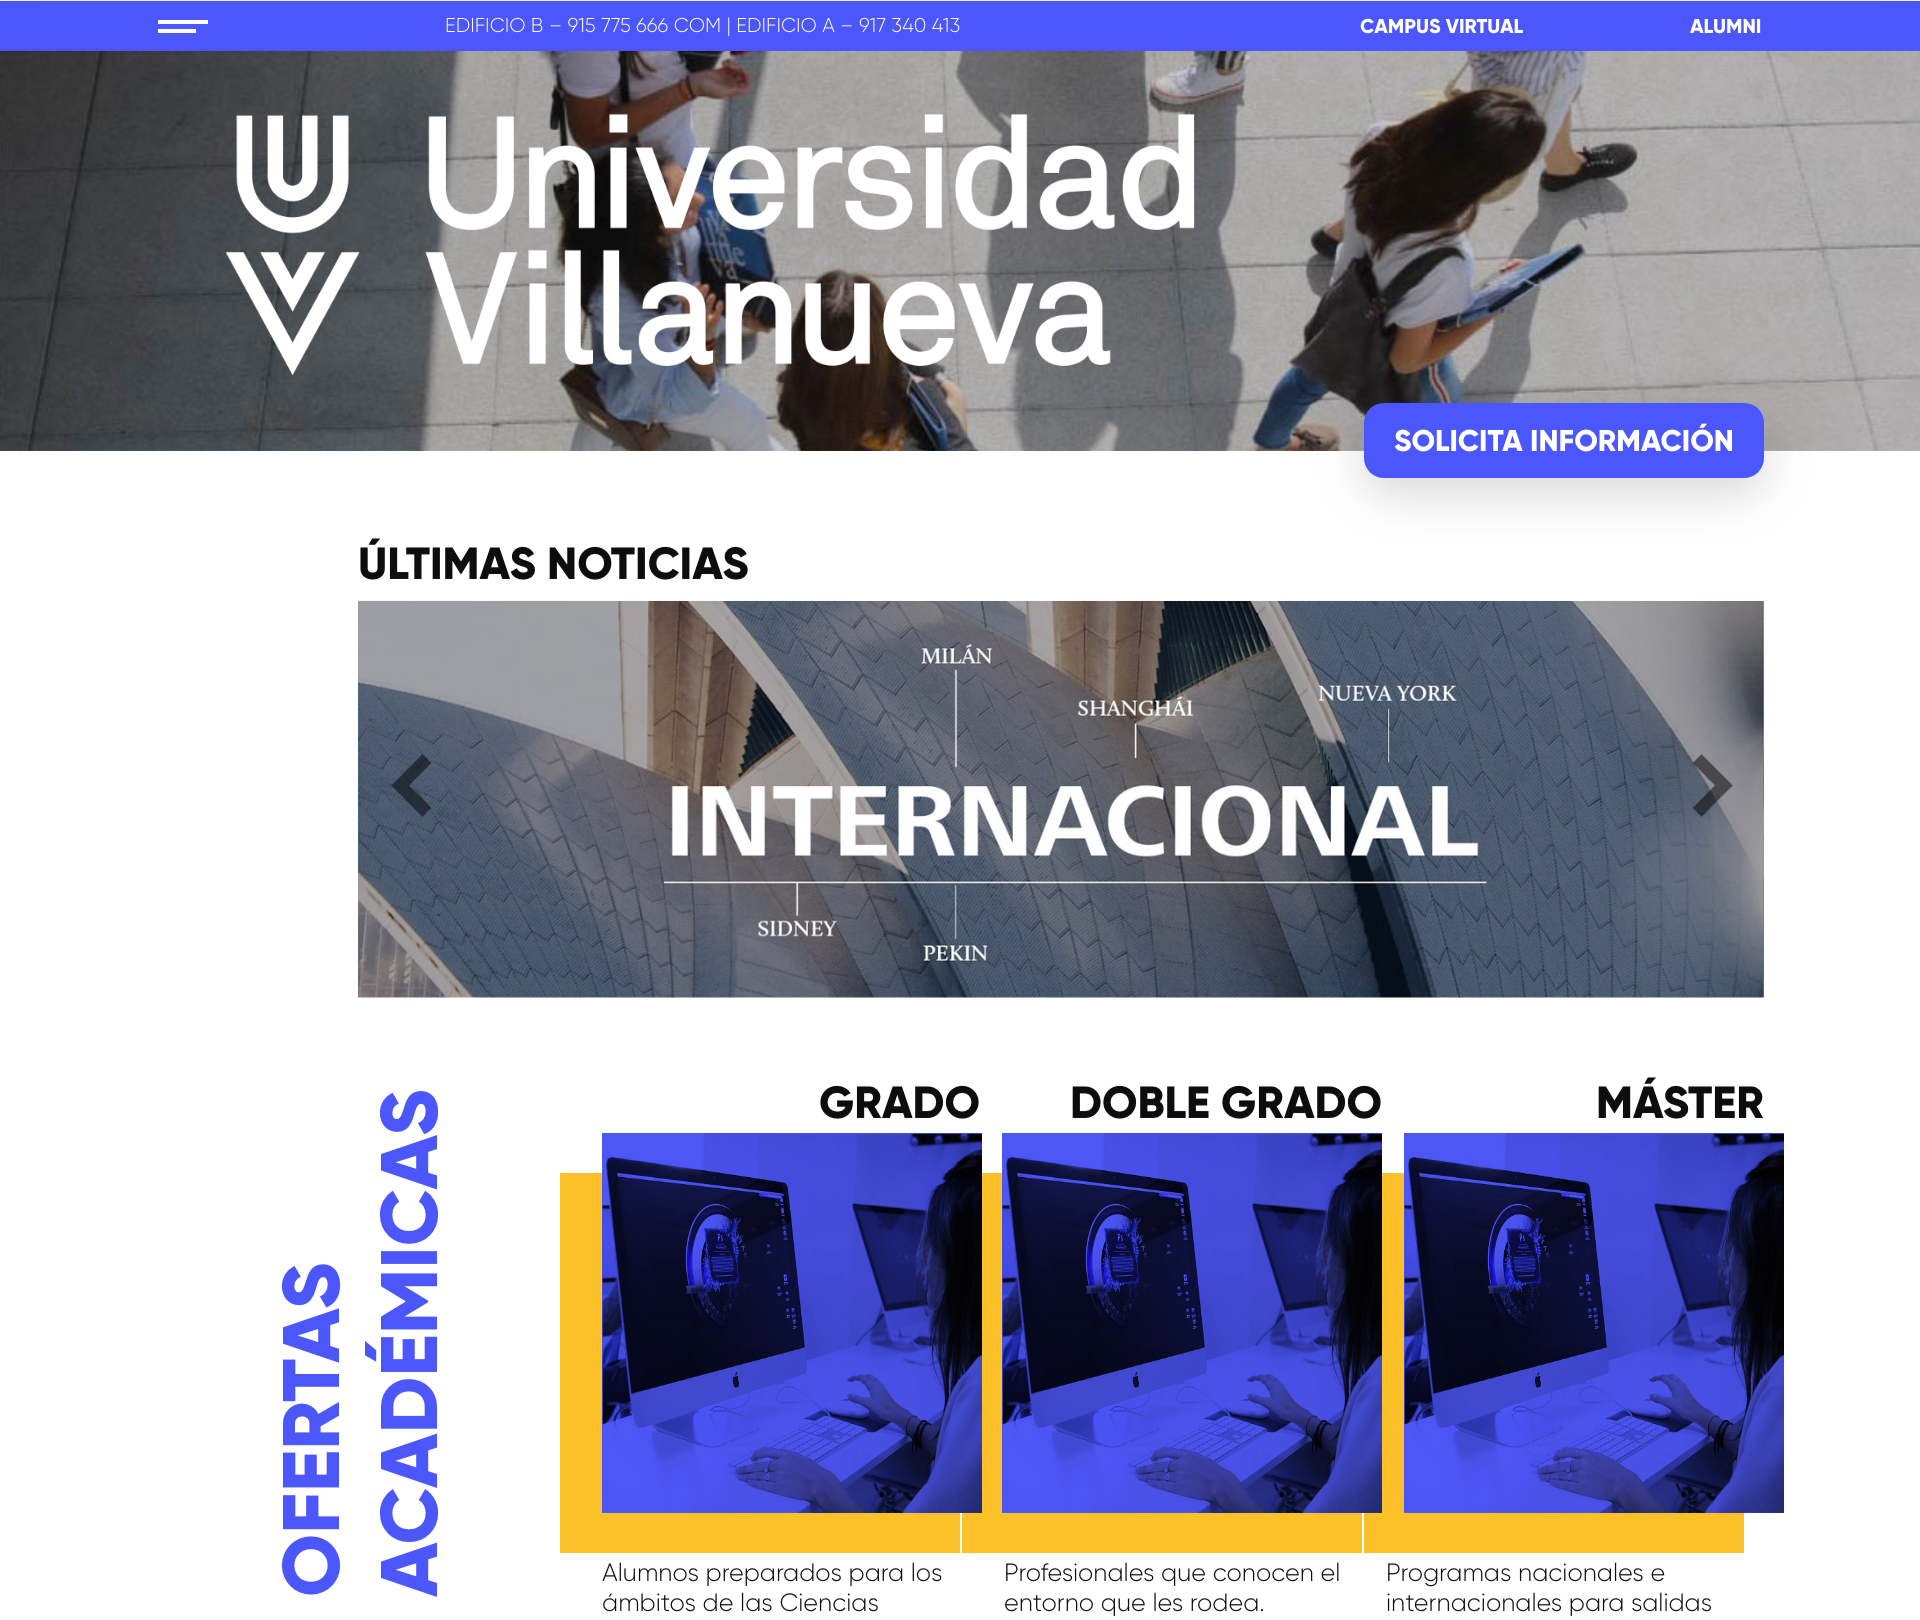 EDIFICIO B – 915 775 666 COM | EDIFICIO A – 917 340 413
CAMPUS VIRTUAL
ALUMNI
Universidad
Villanueva
SOLICITA INFORMACIÓN
ÚLTIMAS NOTICIAS
MILÁN
SHANGHÁI
NUEVA YORK
INTERNACIONAL
SIDNEY
PEKIN
OFERTAS
ACADÉMICAS
GRADO
DOBLE GRADO
MÁSTER
Alumnos preparados para los
ámbitos de las Ciencias
Profesionales que conocen el
entorno que les rodea.
Programas nacionales e
internacionales para salidas